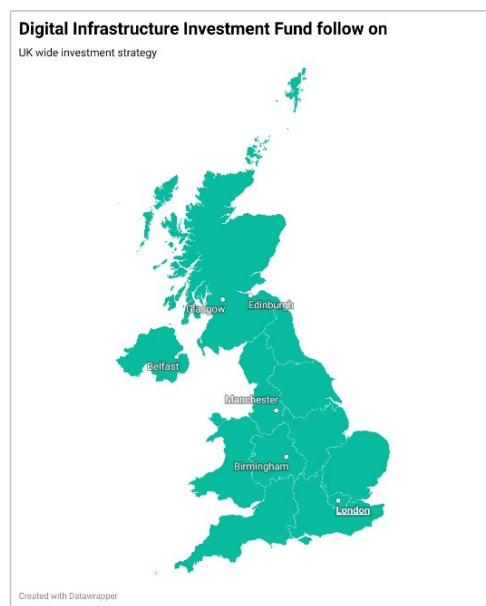 Digital Infrastructure Investment Fund follow on
UK wide investment strategy
Glasgow
Edinburgh
Belfast
Manchester
Birmingham
London
Created with Datawrapper